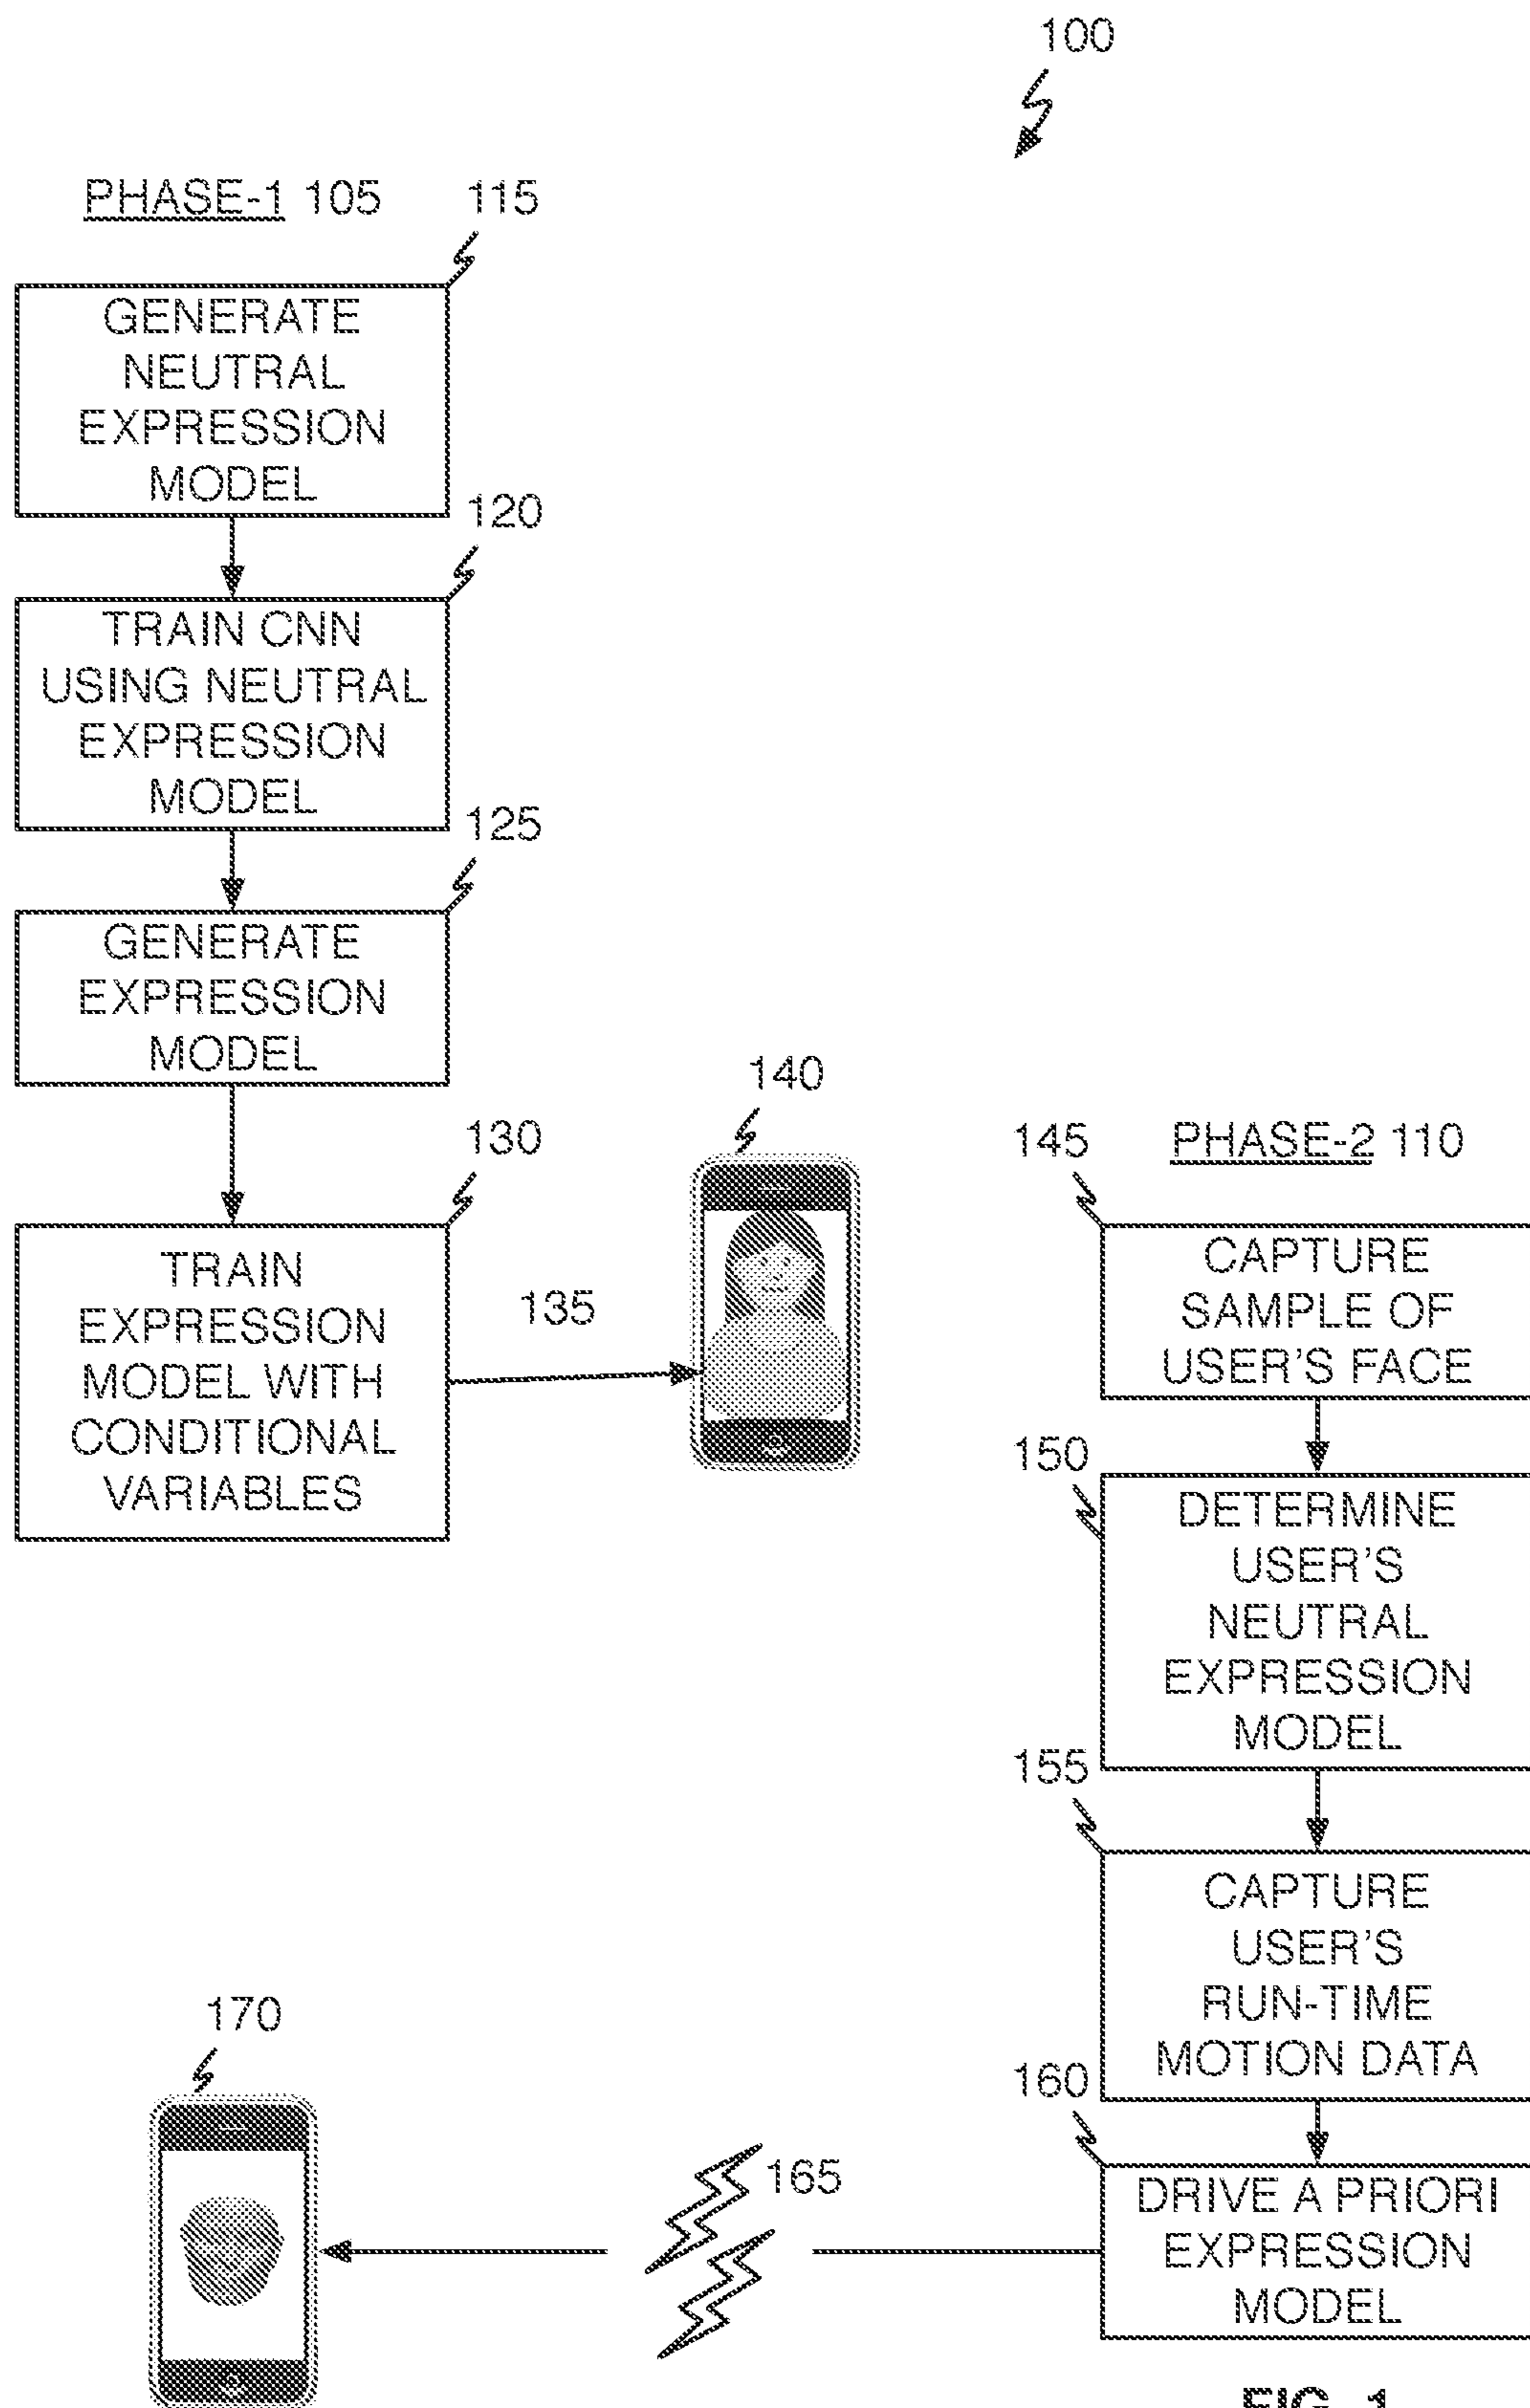 100
PHASE-1 105
115
GENERATE
NEUTRAL
EXPRESSION
MODEL
120
TRAIN CNN
USING NEUTRAL
EXPRESSION
MODEL
125
GENERATE
EXPRESSION
MODEL
130
TRAIN
EXPRESSION
MODEL WITH
CONDITIONAL
VARIABLES
135
140
145
PHASE-2 110
CAPTURE
SAMPLE OF
USER'S FACE
150
DETERMINE
USER'S
NEUTRAL
EXPRESSION
MODEL
155
CAPTURE
USER'S
RUN-TIME
MOTION DATA
160
DRIVE A PRIORI
EXPRESSION
MODEL
165
170
FIG. 1